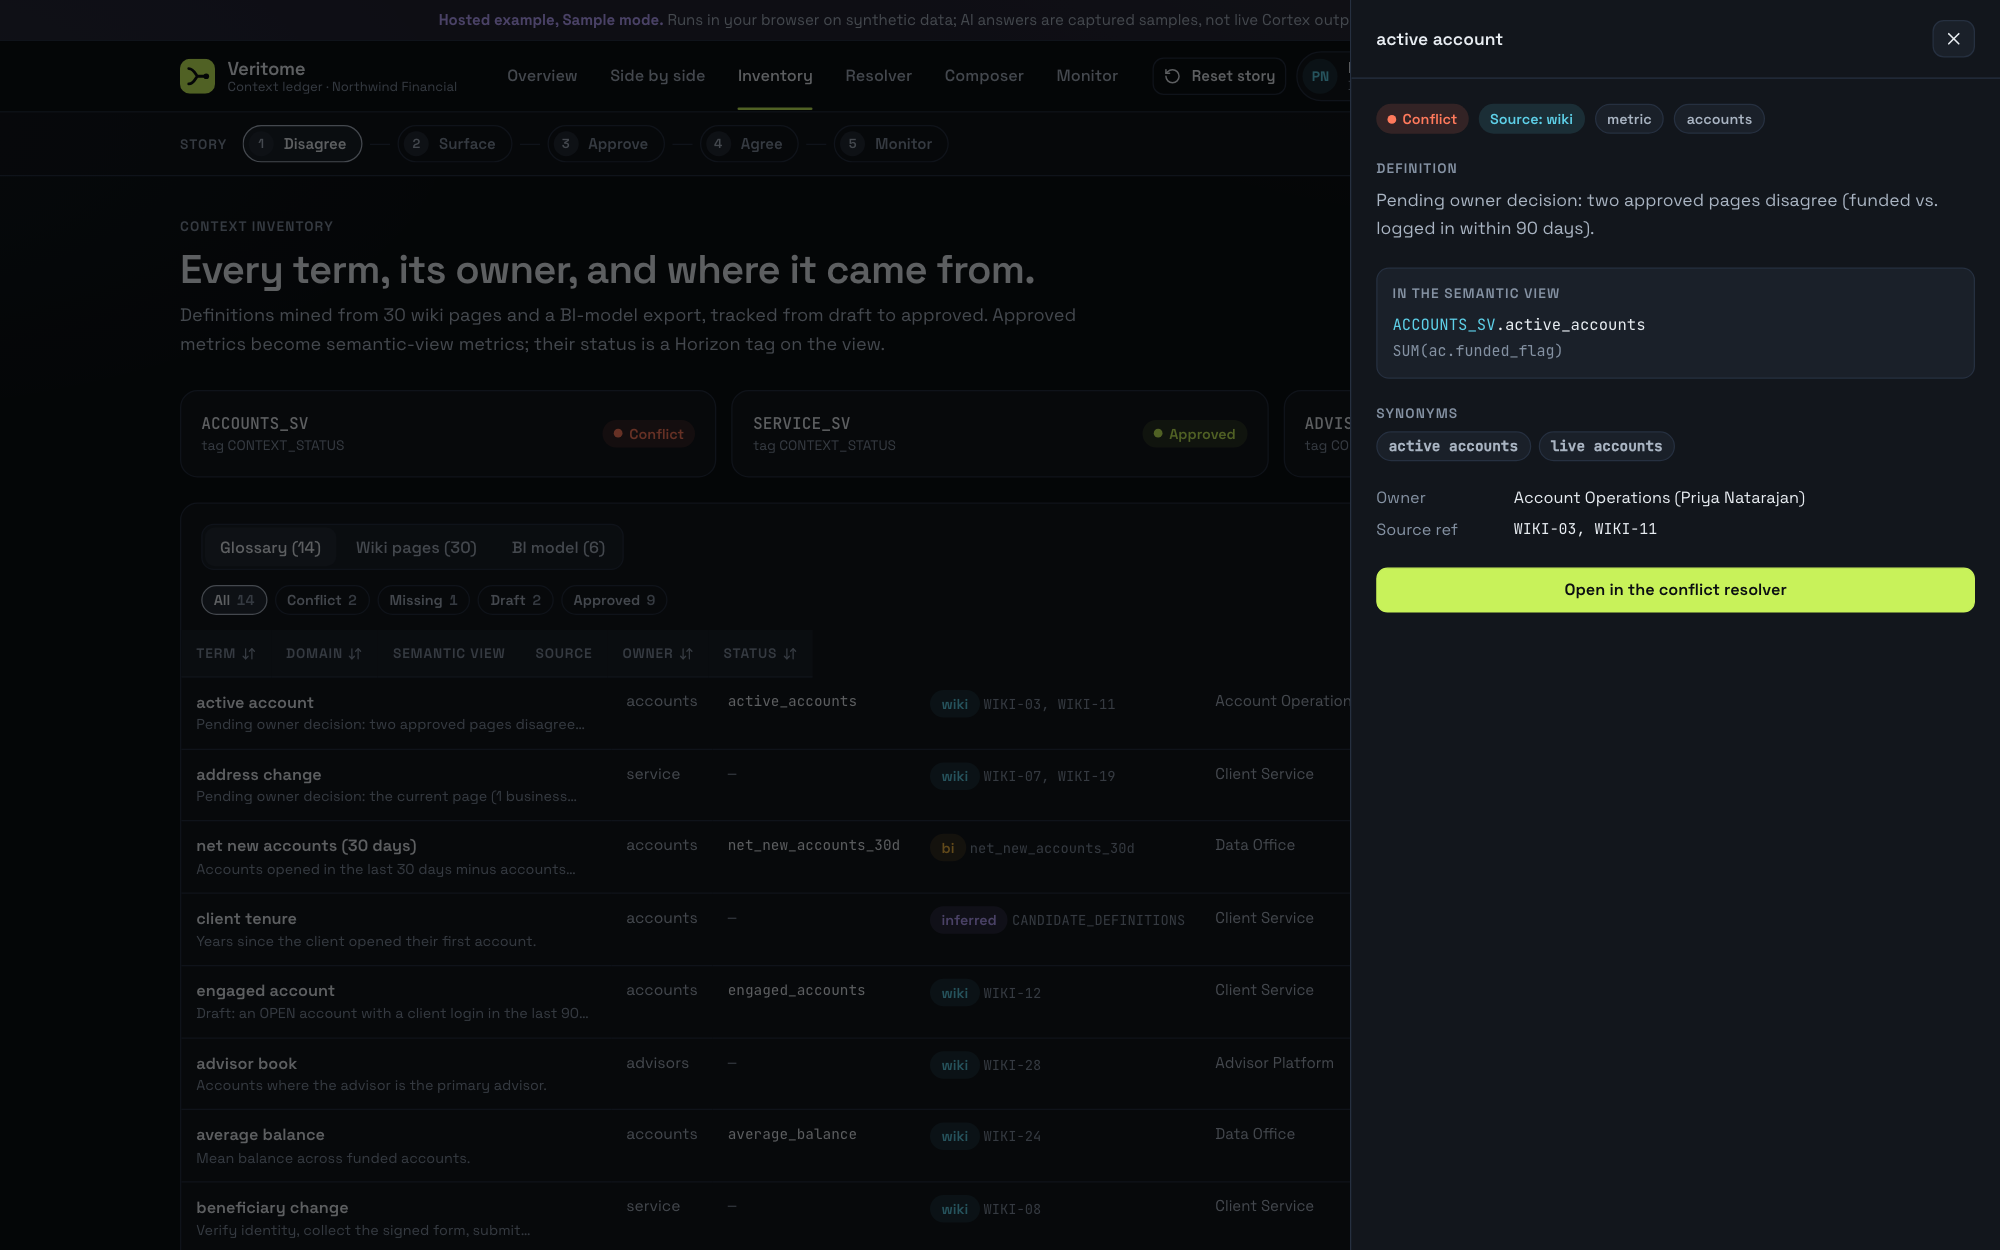 Hosted example, Sample mode. Runs in your browser on synthetic data; AI answers are captured samples, not live Cortex outp
Veritome
Context ledger · Northwind Financial
Overview
Side by side
Inventory
Resolver
Composer
Monitor
Reset story
PN
STORY
1 Disagree
2 Surface
3 Approve
4 Agree
5 Monitor
CONTEXT INVENTORY
Every term, its owner, and where it came from.
Definitions mined from 30 wiki pages and a BI-model export, tracked from draft to approved. Approved
metrics become semantic-view metrics; their status is a Horizon tag on the view.
ACCOUNTS_SV
tag CONTEXT_STATUS
Conflict
SERVICE_SV
tag CONTEXT_STATUS
Approved
ADVIS
tag CO
Glossary (14)
Wiki pages (30)
BI model (6)
All 14
Conflict 2
Missing 1
Draft 2
Approved 9
TERM
DOMAIN
SEMANTIC VIEW
SOURCE
OWNER
STATUS
active account
Pending owner decision: two approved pages disagree...
accounts
active_accounts
wiki WIKI-03, WIKI-11
Account Operation
address change
Pending owner decision: the current page (1 business...
service
—
wiki WIKI-07, WIKI-19
Client Service
net new accounts (30 days)
Accounts opened in the last 30 days minus accounts...
accounts
net_new_accounts_30d
bi net_new_accounts_30d
Data Office
client tenure
Years since the client opened their first account.
accounts
—
inferred CANDIDATE_DEFINITIONS
Client Service
engaged account
Draft: an OPEN account with a client login in the last 90...
accounts
engaged_accounts
wiki WIKI-12
Client Service
advisor book
Accounts where the advisor is the primary advisor.
advisors
—
wiki WIKI-28
Advisor Platform
average balance
Mean balance across funded accounts.
accounts
average_balance
wiki WIKI-24
Data Office
beneficiary change
Verify identity, collect the signed form, submit...
service
—
wiki WIKI-08
Client Service
active account
Conflict
Source: wiki
metric
accounts
DEFINITION
Pending owner decision: two approved pages disagree (funded vs.
logged in within 90 days).
IN THE SEMANTIC VIEW
ACCOUNTS_SV.active_accounts
SUM(ac.funded_flag)
SYNONYMS
active accounts
live accounts
Owner Account Operations (Priya Natarajan)
Source ref WIKI-03, WIKI-11
Open in the conflict resolver